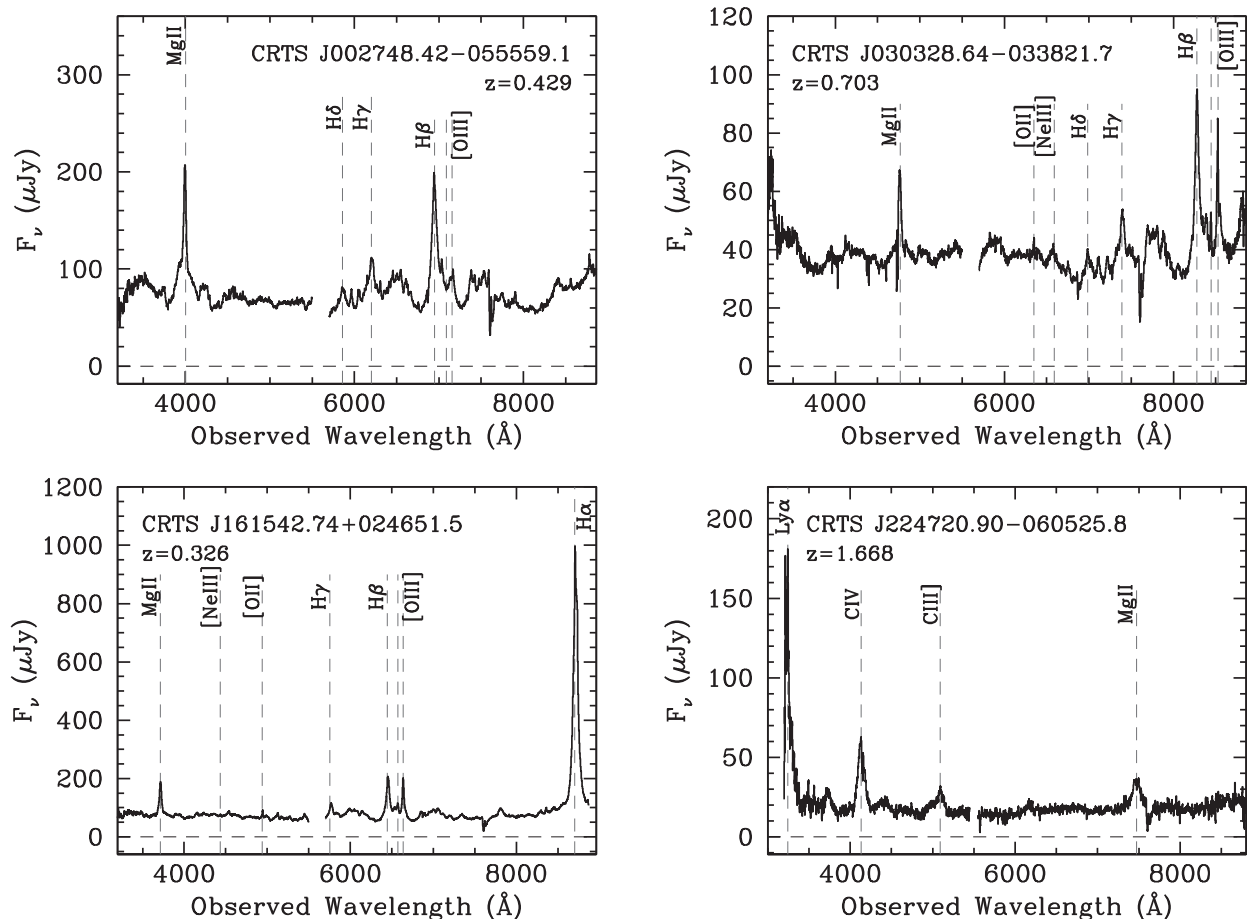 CRTS J002748.42−055559.1
z=0.429
MgII
Hδ
Hγ
Hβ
[OIII]
360
300
200
100
0
F_ν (μJy)
4000 6000 8000
Observed Wavelength (Å)
CRTS J030328.64−033821.7
z=0.703
MgII
[OII]
[NeIII]
Hδ
Hγ
Hβ
[OIII]
120
100
80
60
40
20
0
F_ν (μJy)
4000 6000 8000
Observed Wavelength (Å)
CRTS J161542.74+024651.5
z=0.326
MgII
[NeIII]
[OII]
Hγ
Hβ
[OIII]
Hα
1200
1000
800
600
400
200
0
F_ν (μJy)
4000 6000 8000
Observed Wavelength (Å)
CRTS J224720.90−060525.8
z=1.668
Lyα
CIV
CIII]
MgII
200
150
100
50
0
F_ν (μJy)
4000 6000 8000
Observed Wavelength (Å)